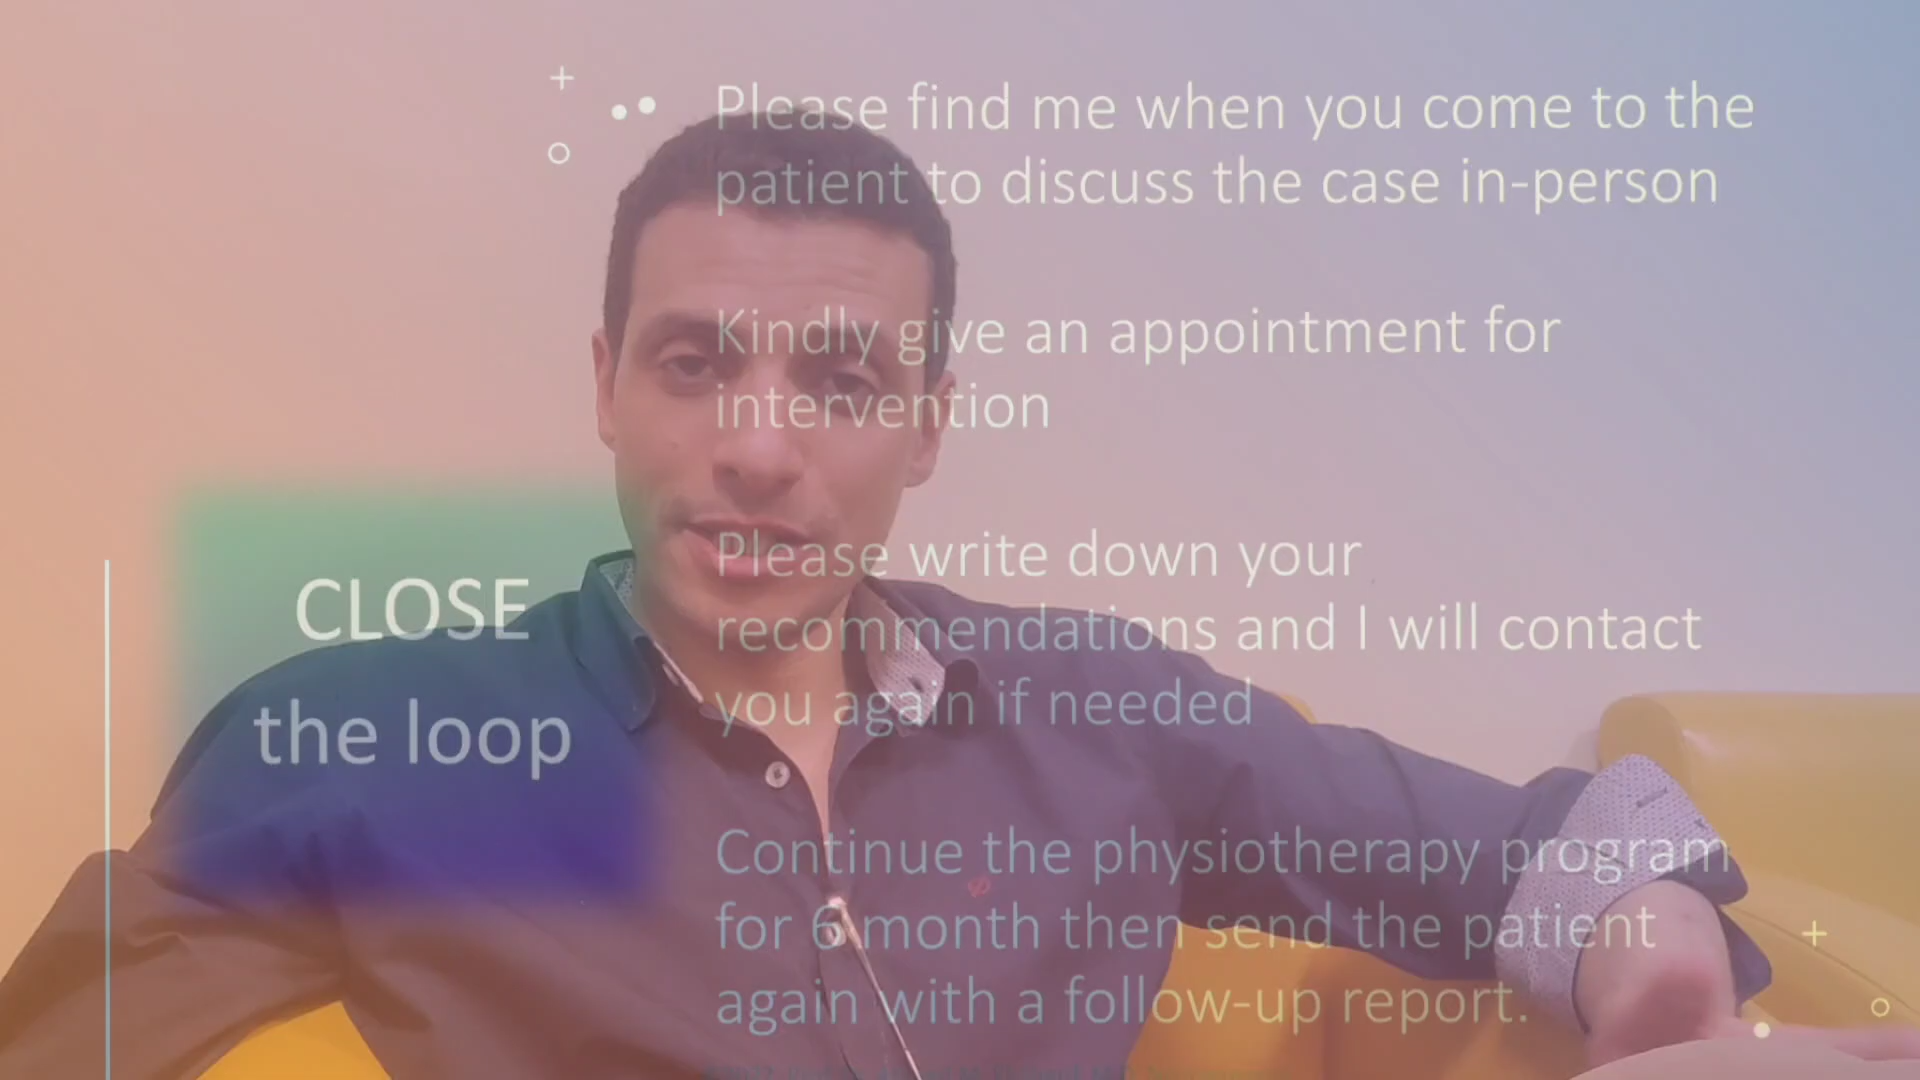 CLOSE
the loop
Please find me when you come to the
patient to discuss the case in-person
Kindly give an appointment for
intervention
Please write down your
recommendations and I will contact
you again if needed
Continue the physiotherapy program
for 6 month then send the patient
again with a follow-up report.